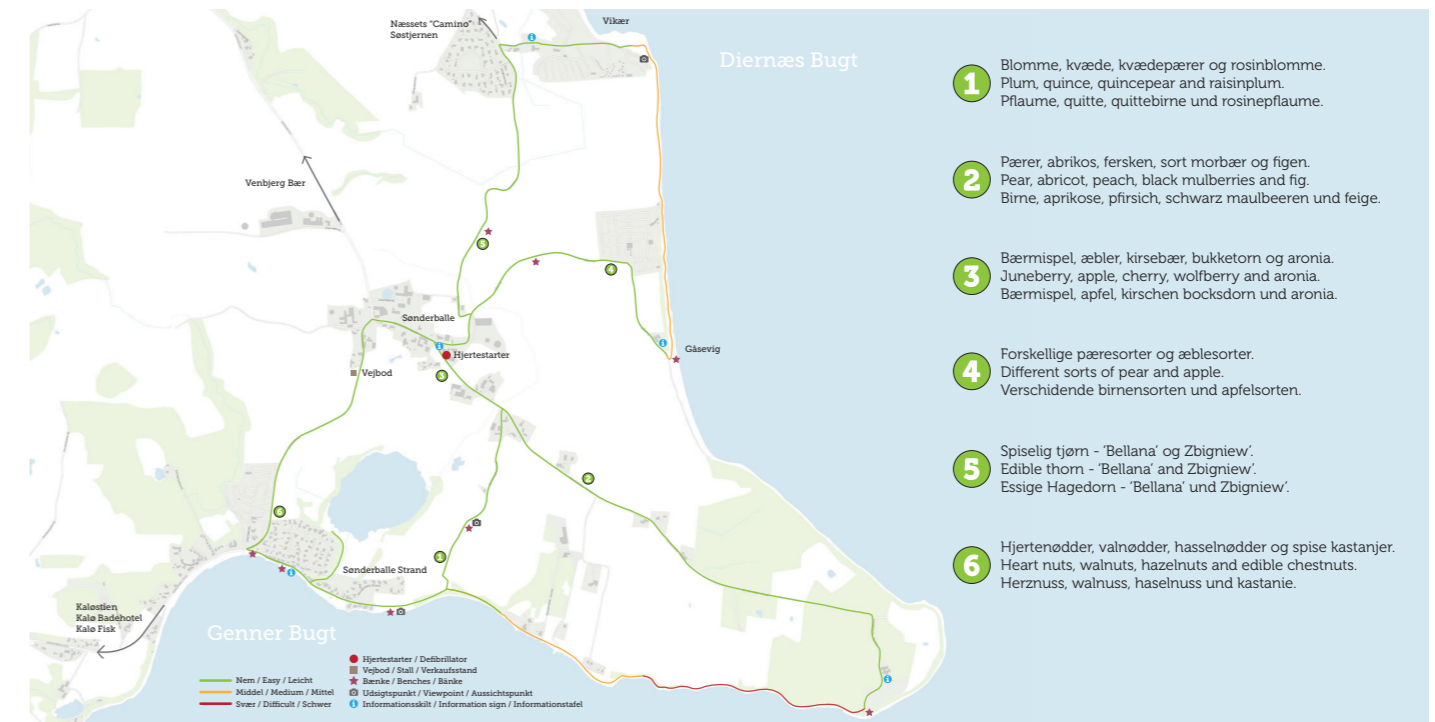 Næssets "Camino"
Søstjernen
Vikær
Diernæs Bugt
Venbjerg Bær
5
4
Sønderballe
Hjertestarter
Gåsevig
Vejbod
3
2
6
1
Sønderballe Strand
Kaløstien
Kalø Badehotel
Kalø Fisk
Genner Bugt
Nem / Easy / Leicht
Middel / Medium / Mittel
Svær / Difficult / Schwer
Hjertestarter / Defibrillator
Vejbod / Stall / Verkaufsstand
Bænke / Benches / Bänke
Udsigtspunkt / Viewpoint / Aussichtspunkt
Informationsskilt / Information sign / Informationstafel
1
Blomme, kvæde, kvædepærer og rosinblomme.
Plum, quince, quincepear and raisinplum.
Pflaume, quitte, quittebirne und rosinepflaume.
2
Pærer, abrikos, fersken, sort morbær og figen.
Pear, abricot, peach, black mulberries and fig.
Birne, aprikose, pfirsich, schwarz maulbeeren und feige.
3
Bærmispel, æbler, kirsebær, bukketorn og aronia.
Juneberry, apple, cherry, wolfberry and aronia.
Bærmispel, apfel, kirschen bocksdorn und aronia.
4
Forskellige pæresorter og æblesorter.
Different sorts of pear and apple.
Verschidende birnensorten und apfelsorten.
5
Spiselig tjørn - 'Bellana' og Zbigniew'.
Edible thorn - 'Bellana' and Zbigniew'.
Essige Hagedorn - 'Bellana' und Zbigniew'.
6
Hjertenødder, valnødder, hasselnødder og spise kastanjer.
Heart nuts, walnuts, hazelnuts and edible chestnuts.
Herznuss, walnuss, haselnuss und kastanie.